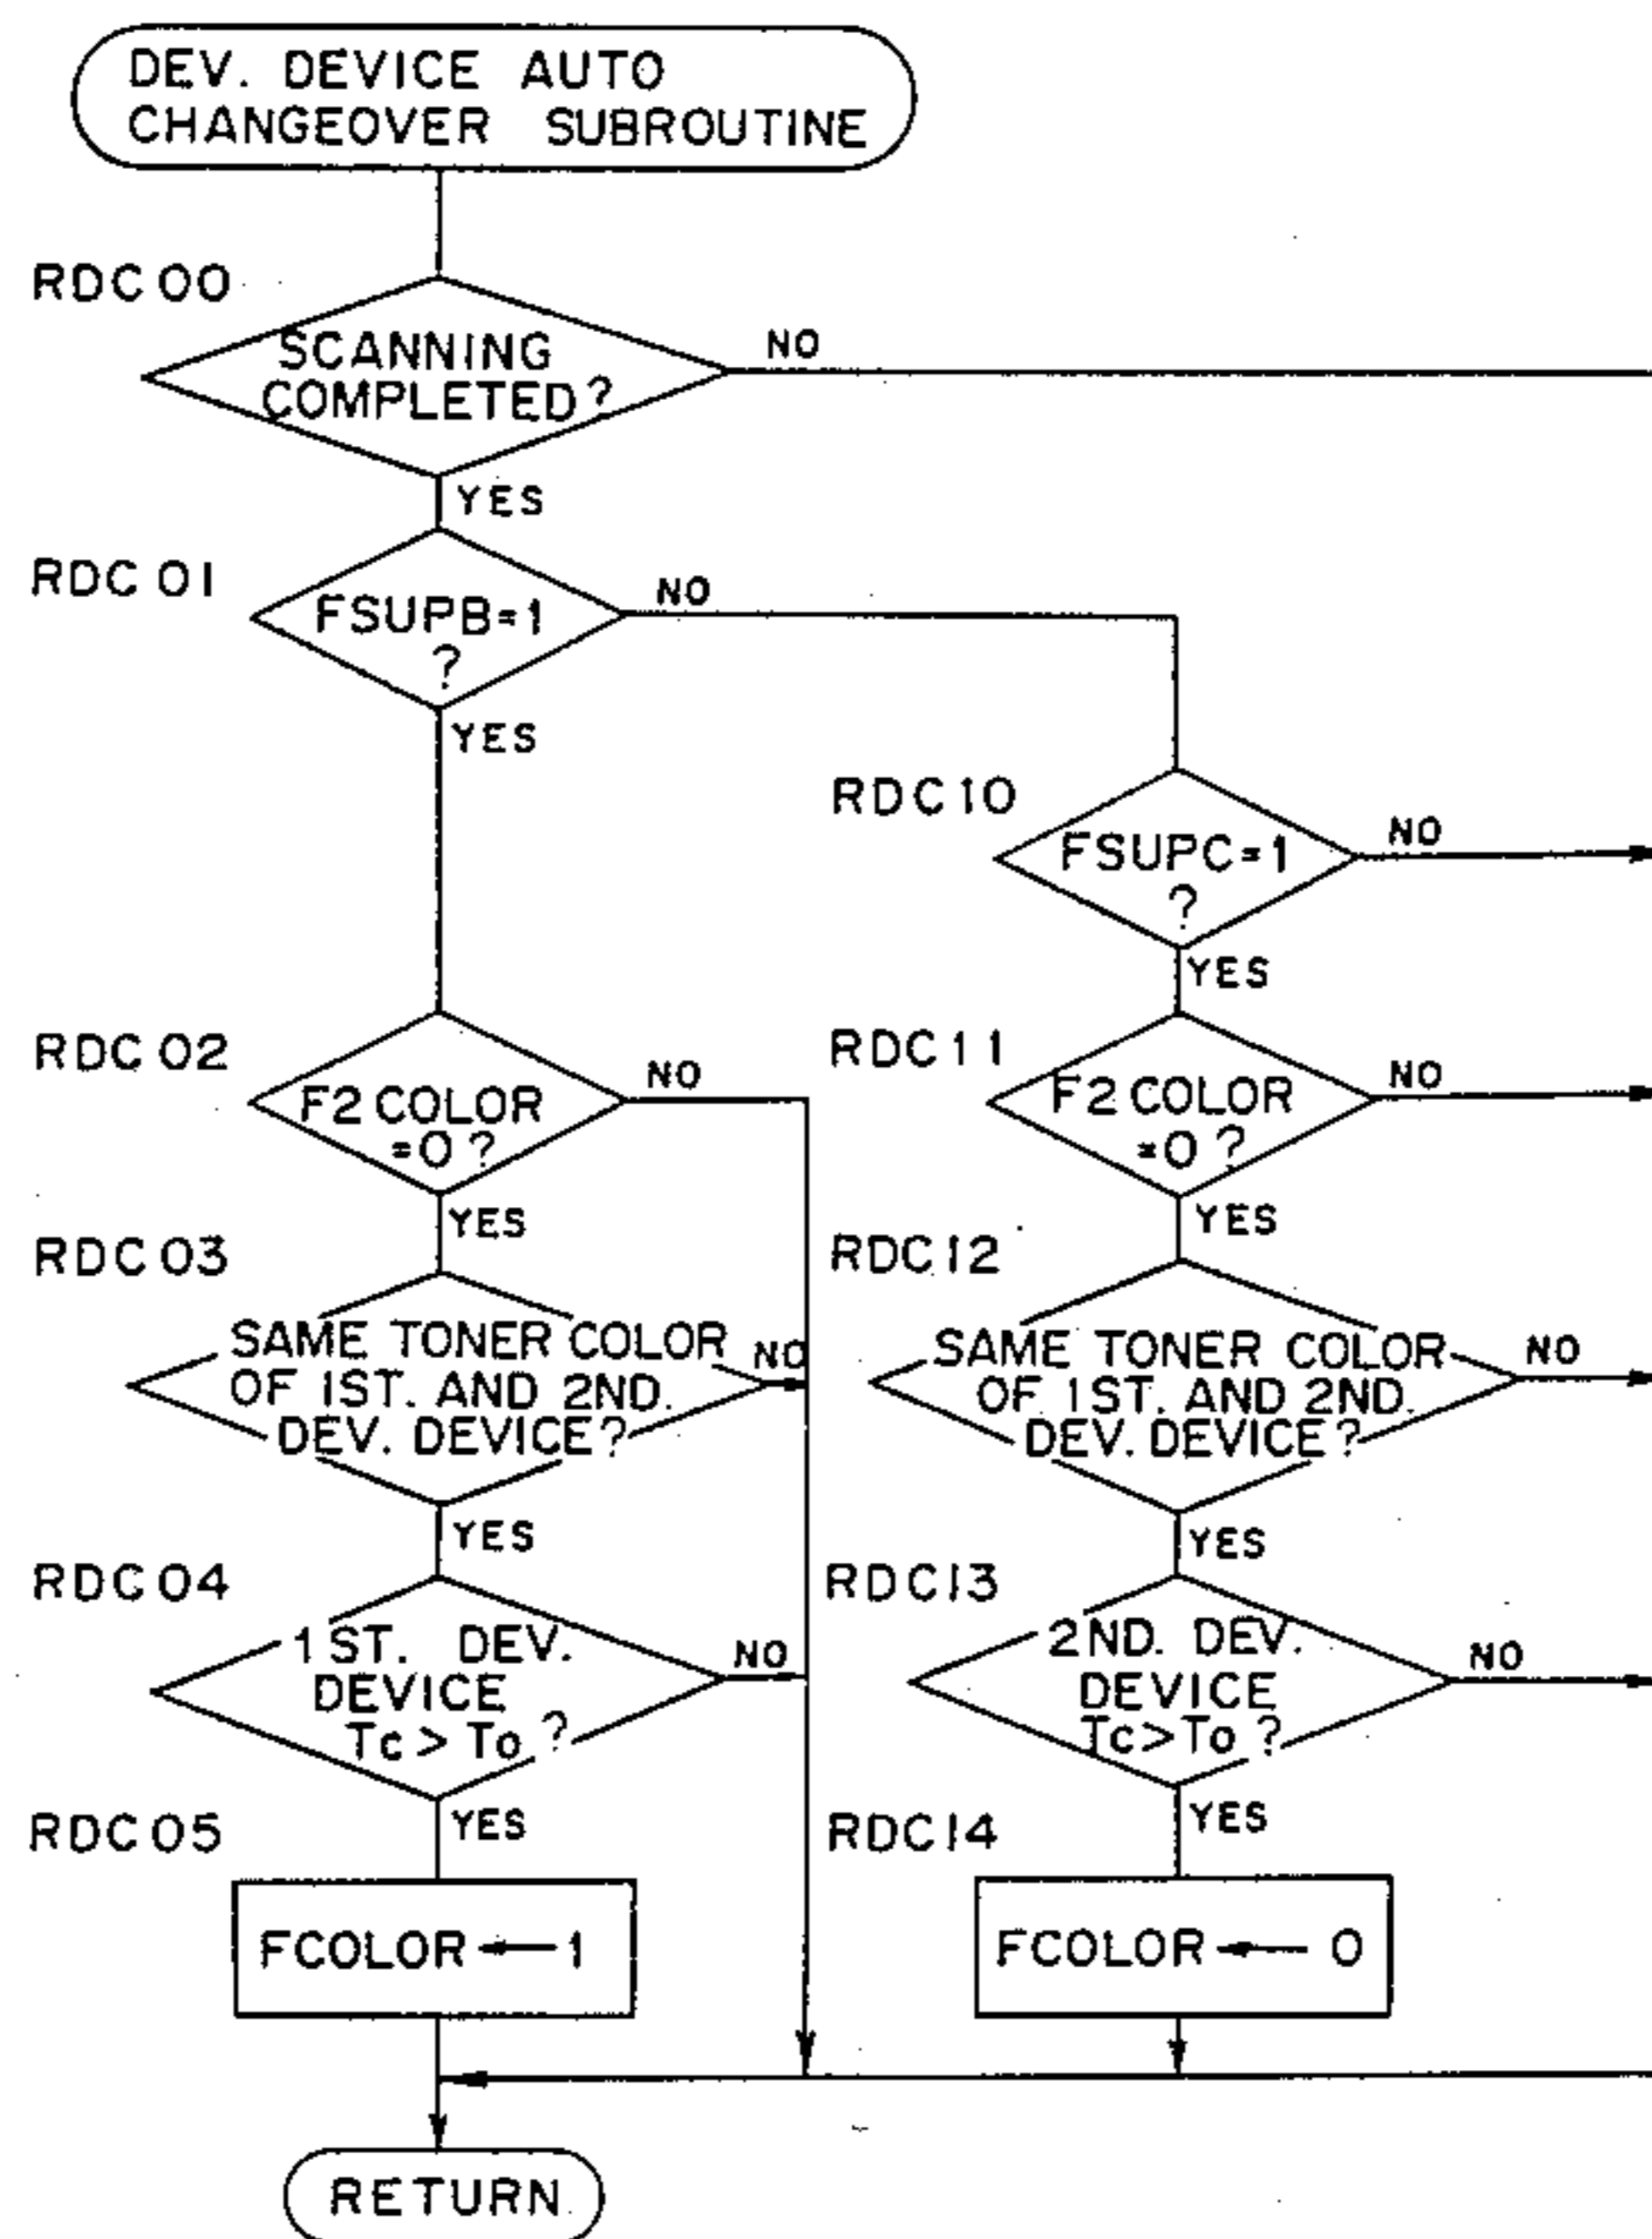 DEV. DEVICE AUTO
CHANGEOVER SUBROUTINE
RDC00
SCANNING
COMPLETED?
NO
YES
RDC01
FSUPB=1
?
NO
YES
RDC10
FSUPC=1
?
NO
YES
RDC02
F2 COLOR
=0?
NO
YES
RDC11
F2 COLOR
=0?
NO
YES
RDC03
SAME TONER COLOR
OF 1ST. AND 2ND.
DEV. DEVICE?
NO
YES
RDC12
SAME TONER COLOR
OF 1ST. AND 2ND.
DEV. DEVICE?
NO
YES
RDC04
1ST. DEV.
DEVICE
Tc > To ?
NO
YES
RDC13
2ND. DEV.
DEVICE
Tc > To ?
NO
YES
RDC05
FCOLOR ← 1
RDC14
FCOLOR ← 0
RETURN